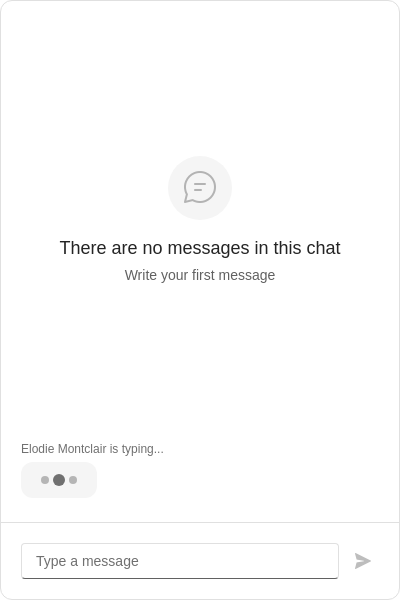 There are no messages in this chat
Write your first message
Elodie Montclair is typing...
Type a message